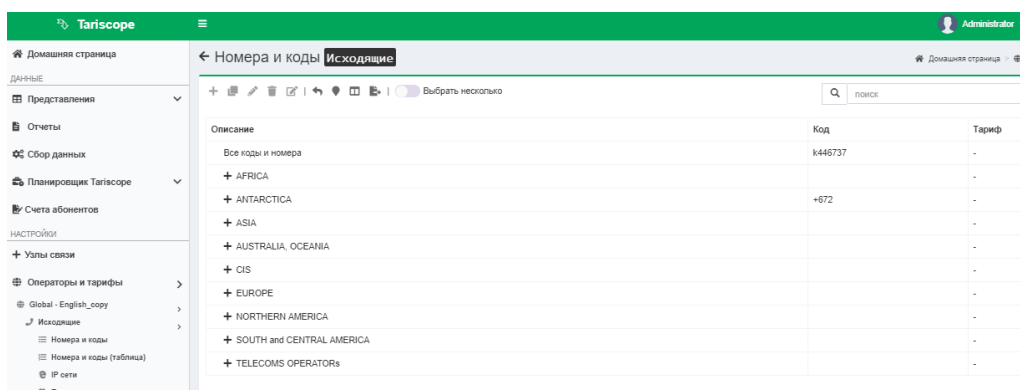 Tariscope
Administrator
Домашняя страница
ДАННЫЕ
Представления
Отчеты
Сбор данных
Планировщик Tariscope
Счета абонентов
НАСТРОЙКИ
Узлы связи
Операторы и тарифы
Global - English_copy
Исходящие
Номера и коды
Номера и коды (таблица)
IP сети
Номера и коды Исходящие
Домашняя страница >
Выбрать несколько
поиск
Описание Код Тариф
Все коды и номера k446737 -
+ AFRICA -
+ ANTARCTICA +672 -
+ ASIA -
+ AUSTRALIA, OCEANIA -
+ CIS -
+ EUROPE -
+ NORTHERN AMERICA -
+ SOUTH and CENTRAL AMERICA -
+ TELECOMS OPERATORs -